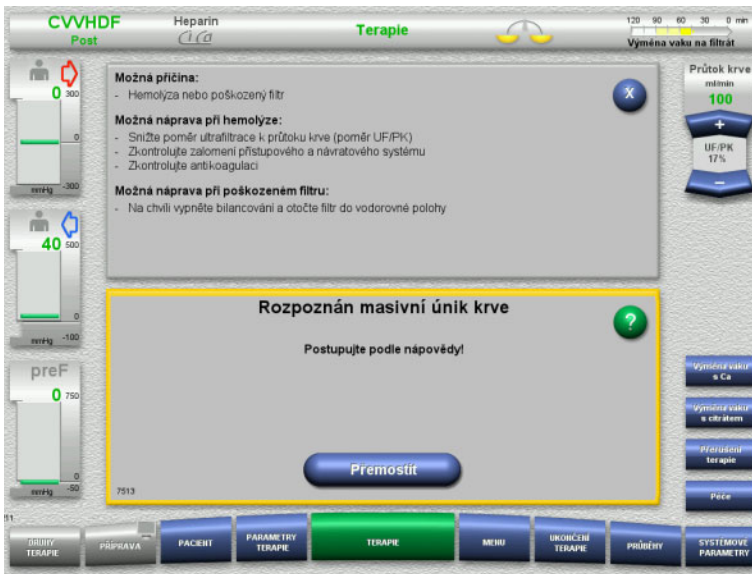 CVVHDF
Post
Heparin
Ci Ca
Terapie
120 90 60 30 0 min
Výměna vaku na filtrát
0
300
0
mmHg -300
40
500
0
mmHg -100
preF
0
750
0
mmHg -50
Možná příčina:
- Hemolýza nebo poškozený filtr
Možná náprava při hemolýze:
- Snižte poměr ultrafiltrace k průtoku krve (poměr UF/PK)
- Zkontrolujte zalomení přístupového a návratového systému
- Zkontrolujte antikoagulaci
Možná náprava při poškozeném filtru:
- Na chvíli vypněte bilancování a otočte filtr do vodorovné polohy
X
Rozpoznán masivní únik krve
?
Postupujte podle nápovědy!
Přemostit
7513
Průtok krve
ml/min
100
+
UF/PK
17%
−
Výměna vaku
s Ca
Výměna vaku
s citrátem
Přerušení
terapie
Péče
211
DRUHY
TERAPIE
PŘÍPRAVA
PACIENT
PARAMETRY
TERAPIE
TERAPIE
MENU
UKONČENÍ
TERAPIE
PRŮBĚHY
SYSTÉMOVÉ
PARAMETRY